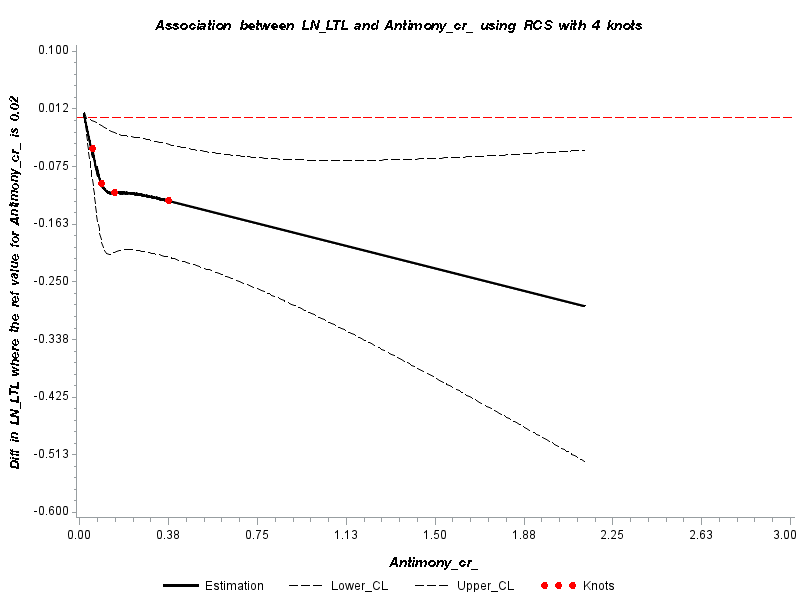 Association between LN_LTL and Antimony_cr_ using RCS with 4 knots
Diff in LN_LTL where the ref value for Antimony_cr_ is 0.02
0.100
0.012
-0.075
-0.163
-0.250
-0.338
-0.425
-0.513
-0.600
0.00 0.38 0.75 1.13 1.50 1.88 2.25 2.63 3.00
Antimony_cr_
Estimation Lower_CL Upper_CL Knots